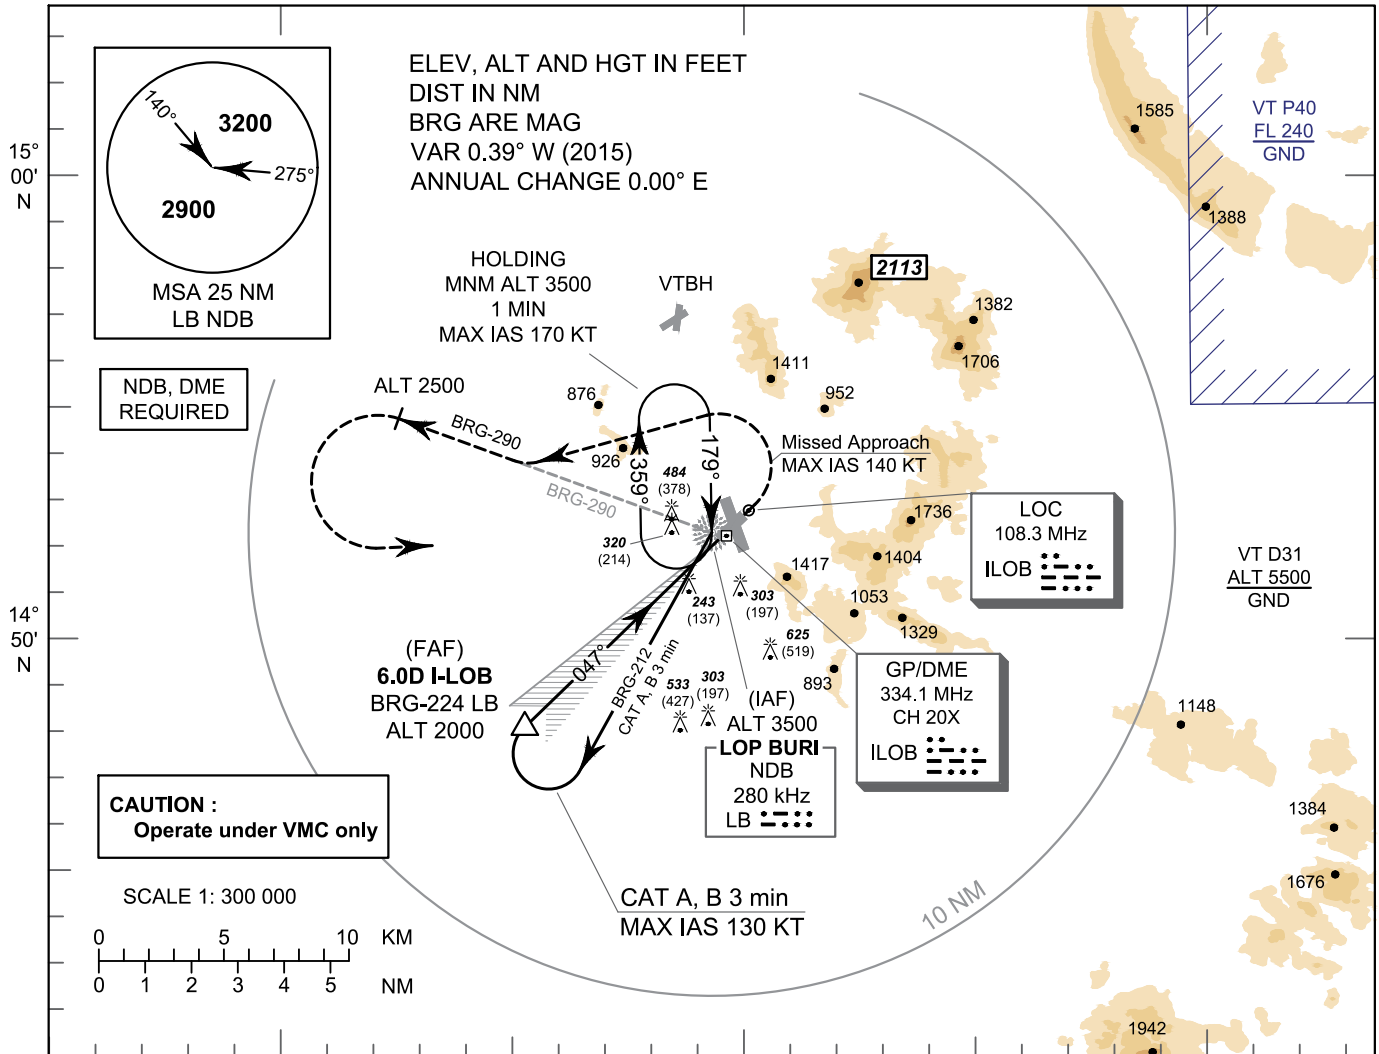 ELEV, ALT AND HGT IN FEET
DIST IN NM
BRG ARE MAG
VAR 0.39° W (2015)
ANNUAL CHANGE 0.00° E
140°
3200
275°
2900
MSA 25 NM
LB NDB
15°
00'
N
VT P40
FL 240
GND
1585
1388
HOLDING
MNM ALT 3500
1 MIN
MAX IAS 170 KT
VTBH
2113
1382
1706
1411
952
NDB, DME
REQUIRED
ALT 2500
876
BRG-290
926
BRG-290
359°
179°
Missed Approach
MAX IAS 140 KT
484
(378)
320
(214)
1736
1404
1417
1053
1329
893
LOC
108.3 MHz
ILOB
VT D31
ALT 5500
GND
243
(137)
303
(197)
625
(519)
533
(427)
303
(197)
14°
50'
N
(FAF)
6.0D I-LOB
BRG-224 LB
ALT 2000
047°
BRG-212
CAT A, B 3 min
(IAF)
ALT 3500
LOP BURI
NDB
280 kHz
LB
GP/DME
334.1 MHz
CH 20X
ILOB
1148
1384
1676
1942
CAUTION :
Operate under VMC only
SCALE 1: 300 000
0 5 10 KM
0 1 2 3 4 5 NM
CAT A, B 3 min
MAX IAS 130 KT
10 NM